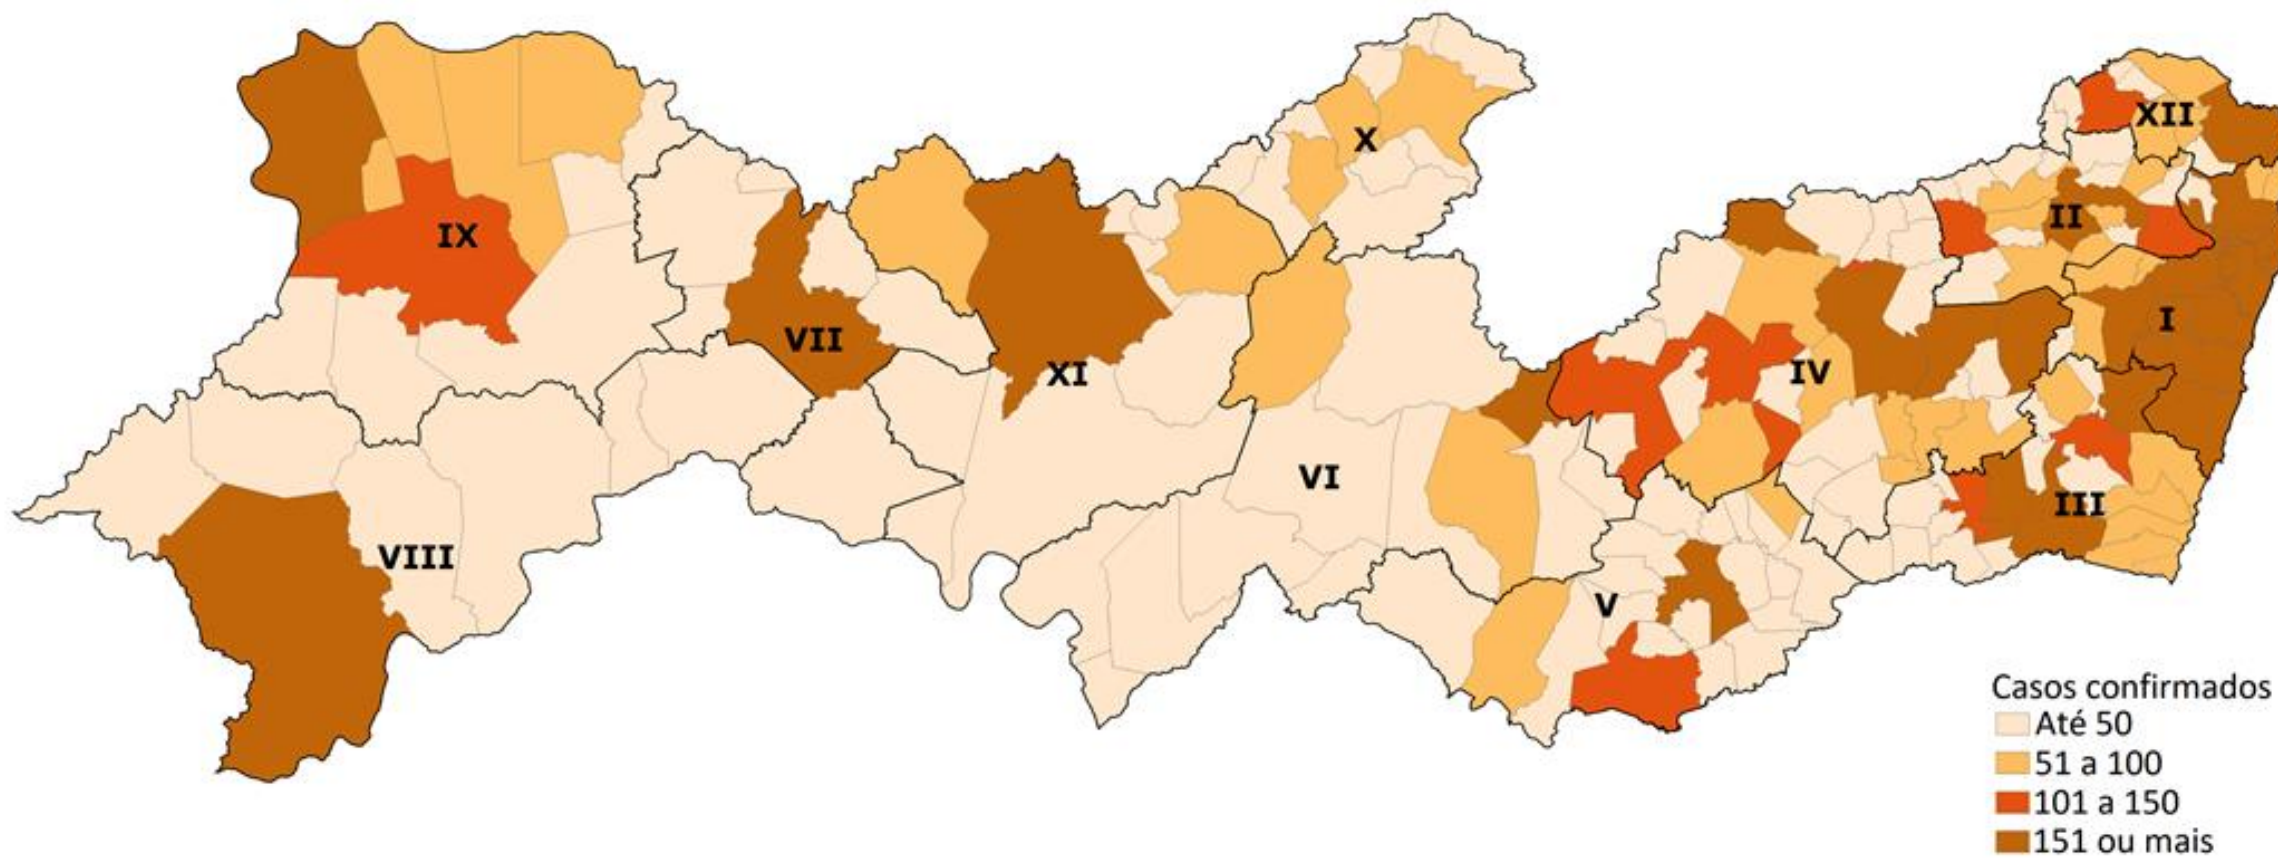 XII
X
II
IX
I
VII
XI
IV
VI
III
VIII
V
Casos confirmados
Até 50
51 a 100
101 a 150
151 ou mais